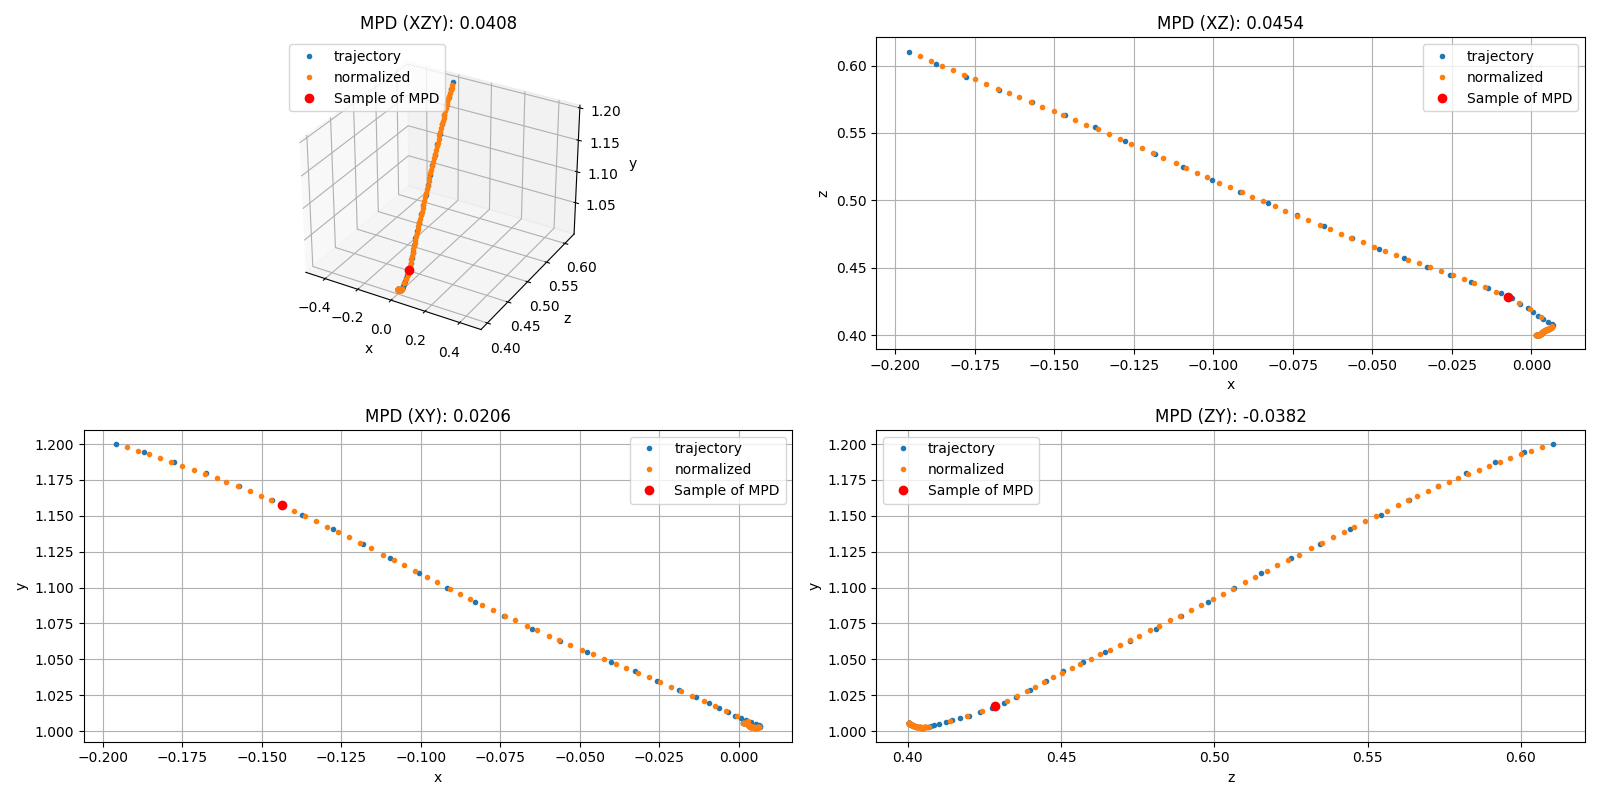 MPD (XZY): 0.0408
trajectory
normalized
Sample of MPD
1.20
1.15
1.10
1.05
y
0.60
0.55
0.50
0.45
0.40
z
−0.4
−0.2
0.0
0.2
0.4
x
MPD (XZ): 0.0454
trajectory
normalized
Sample of MPD
0.60
0.55
0.50
0.45
0.40
z
−0.200 −0.175 −0.150 −0.125 −0.100 −0.075 −0.050 −0.025 0.000
x
MPD (XY): 0.0206
trajectory
normalized
Sample of MPD
1.200
1.175
1.150
1.125
1.100
1.075
1.050
1.025
1.000
y
−0.200 −0.175 −0.150 −0.125 −0.100 −0.075 −0.050 −0.025 0.000
x
MPD (ZY): -0.0382
trajectory
normalized
Sample of MPD
1.200
1.175
1.150
1.125
1.100
1.075
1.050
1.025
1.000
y
0.40 0.45 0.50 0.55 0.60
z